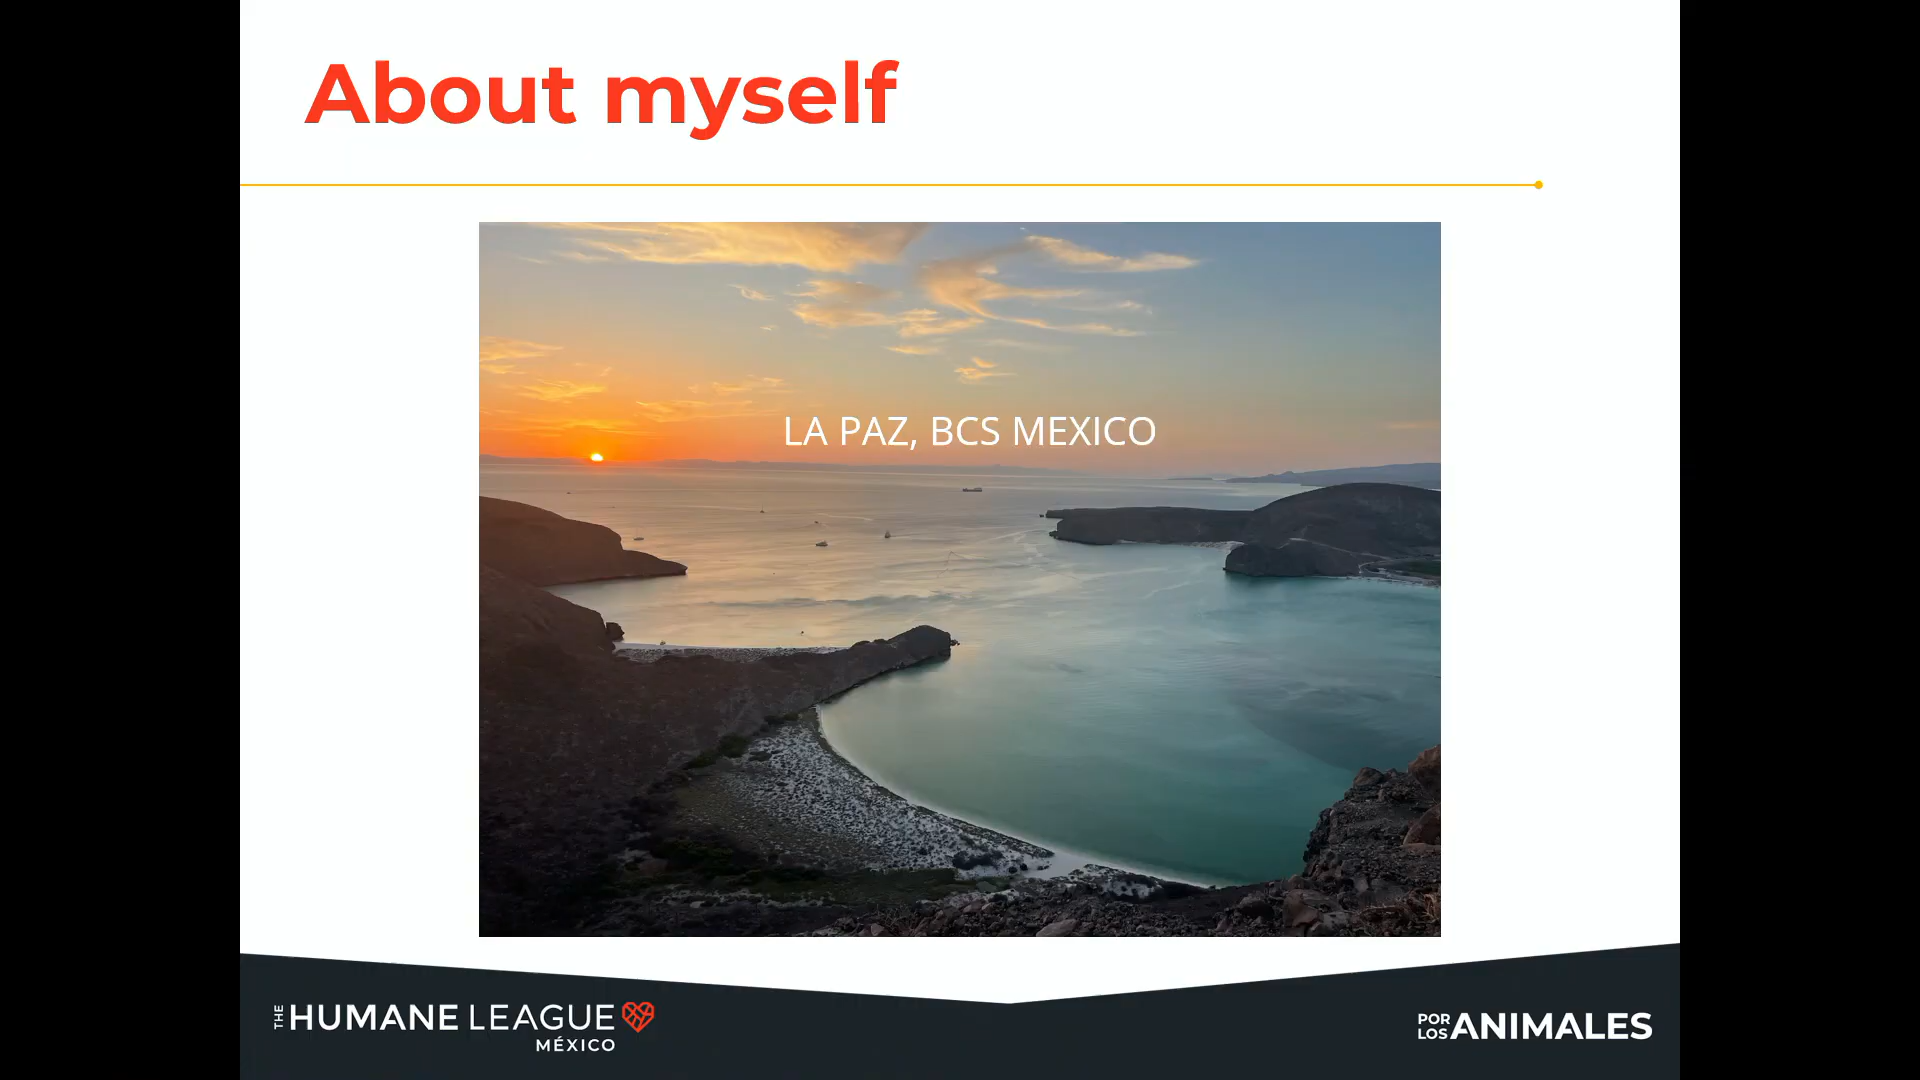 About myself
LA PAZ, BCS MEXICO
THE HUMANE LEAGUE
MÉXICO
POR LOS ANIMALES